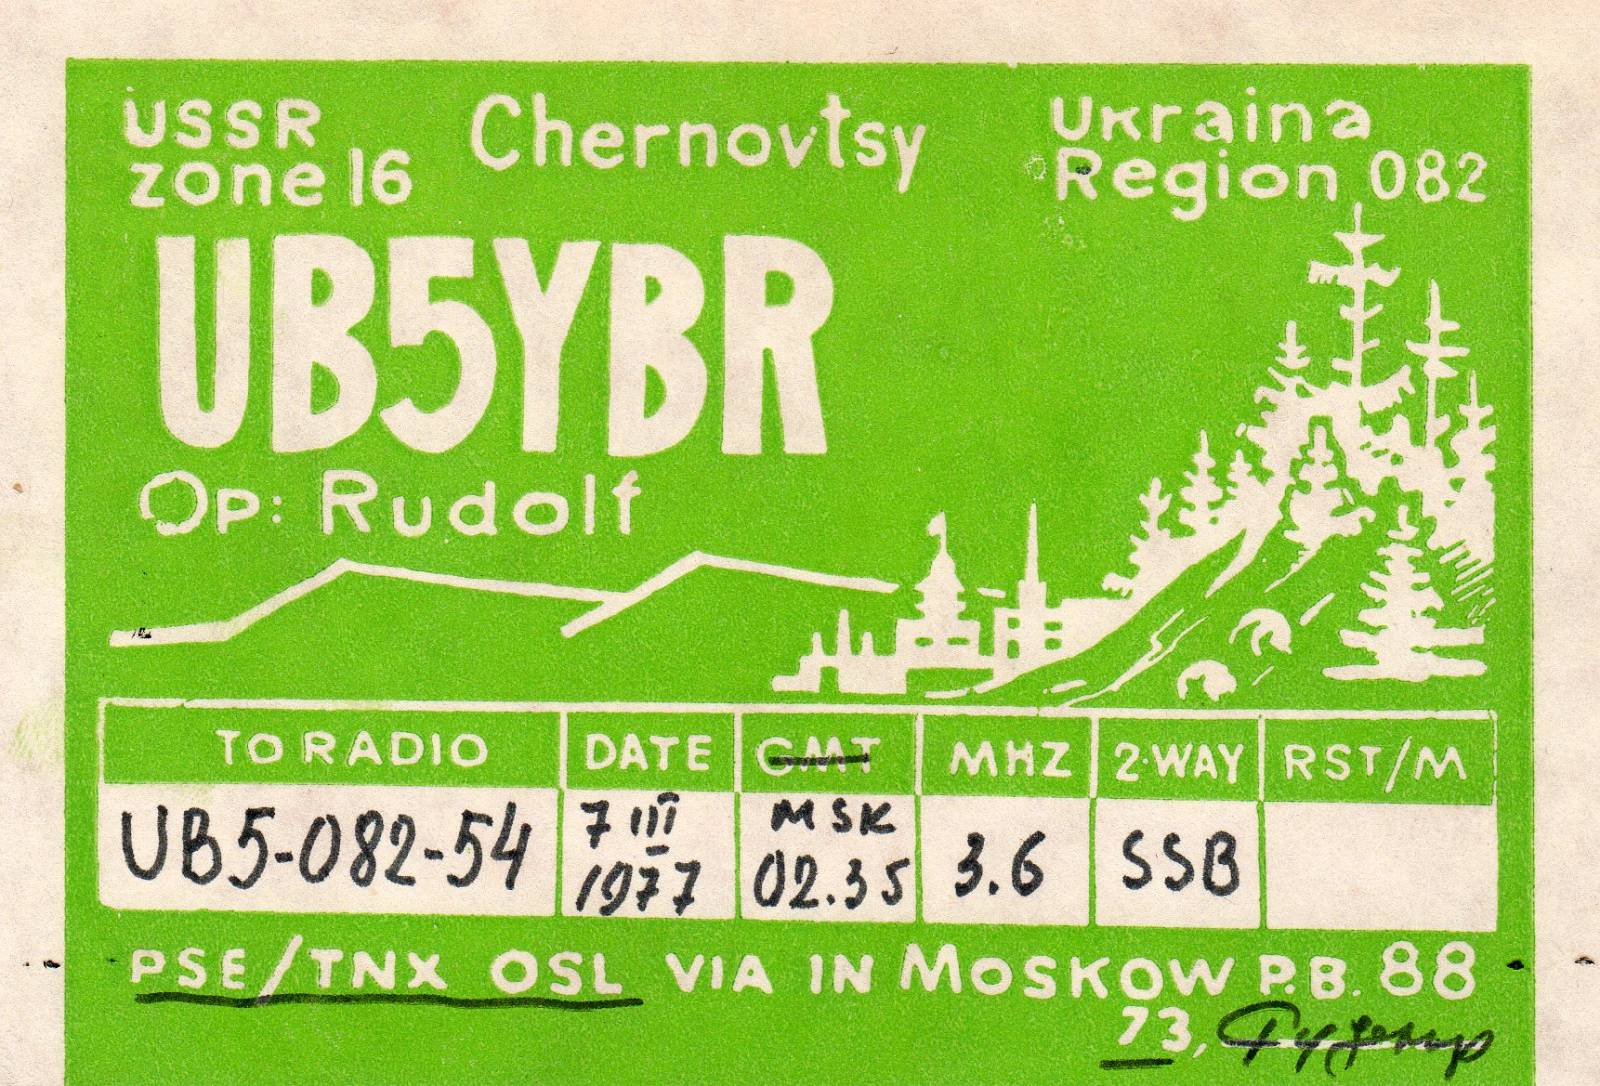 USSR
zone 16
Chernovtsy
Ukraina
Region 082
UB5YBR
Op: Rudolf
TO RADIO DATE GMT MHZ 2-WAY RST/M
UB5-082-54 7 III 1977 MSK 02.35 3.6 SSB
PSE/TNX QSL VIA IN MOSKOW P.B. 88
73,